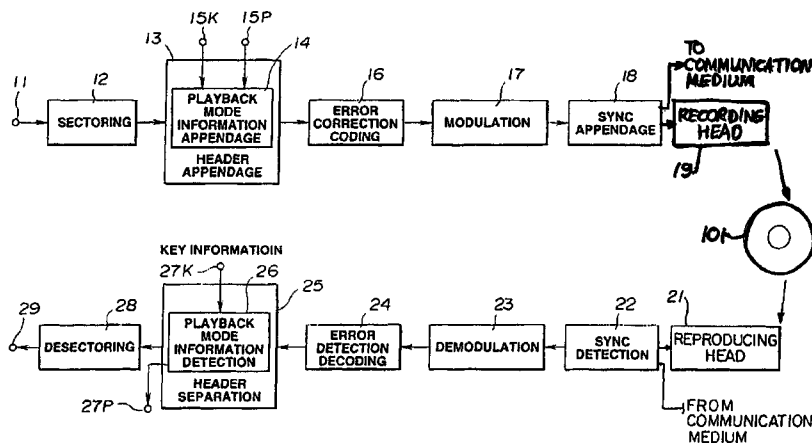 15K 15P
13 14
11 12 16 17 18
TO
COMMUNICATION
MEDIUM
SECTORING
PLAYBACK
MODE
INFORMATION
APPENDAGE
HEADER
APPENDAGE
ERROR
CORRECTION
CODING
MODULATION
SYNC
APPENDAGE
RECORDING
HEAD
19
101
KEY INFORMATIOIN
27K 26
25
29 28 24 23 22 21
DESECTORING
PLAYBACK
MODE
INFORMATION
DETECTION
HEADER
SEPARATION
ERROR
DETECTION
DECODING
DEMODULATION
SYNC
DETECTION
REPRODUCING
HEAD
27P
FROM
COMMUNICATION
MEDIUM